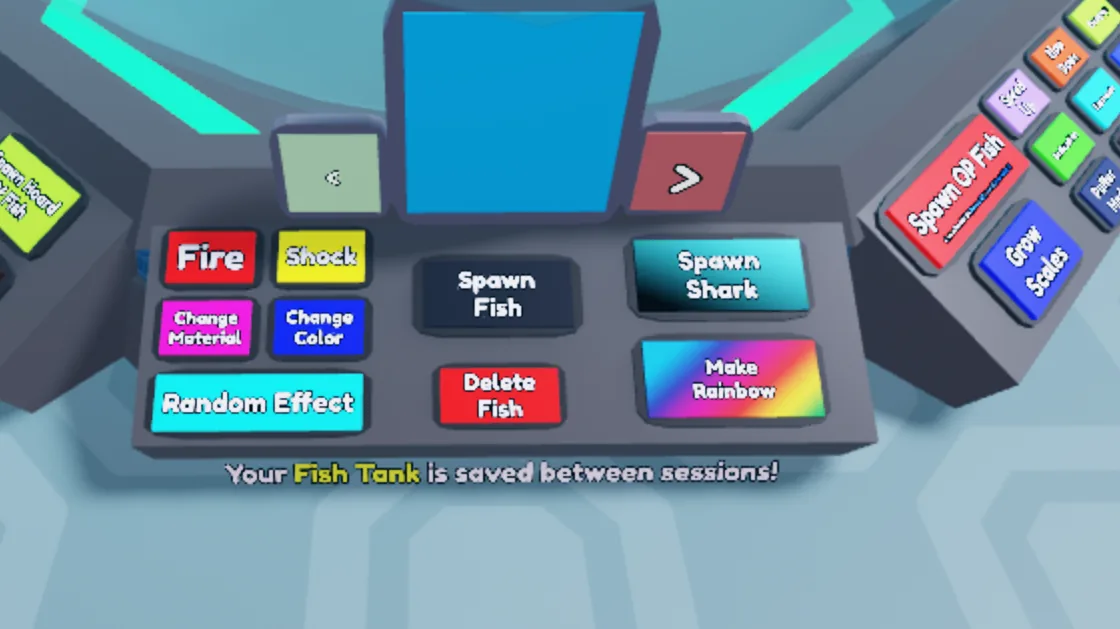 <
>
Fire
Shock
Change
Material
Change
Color
Random Effect
Spawn
Fish
Delete
Fish
Spawn
Shark
Make
Rainbow
Your Fish Tank is saved between sessions!
Spawn OP Fish
Grow
Scales